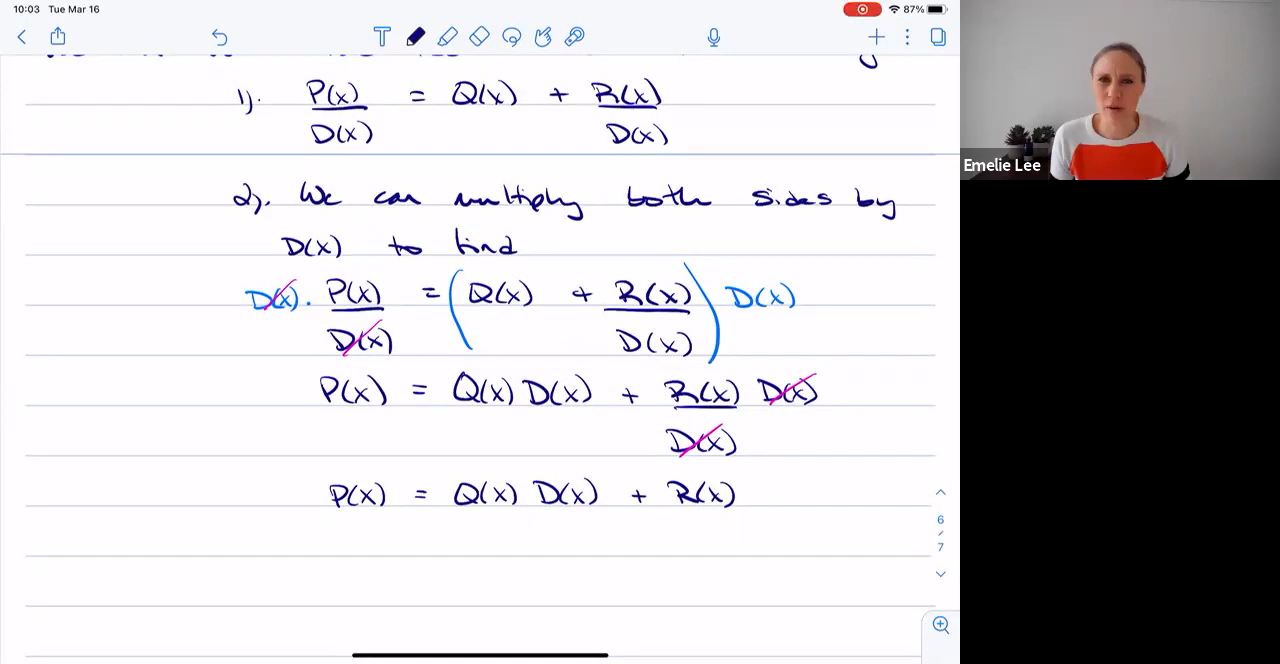 10:03 Tue Mar 16
87%
T
1). P(x) = Q(x) + R(x)
D(x) D(x)
2). We can multiply both sides by
D(x) to find
D(x) · P(x) = ( Q(x) + R(x) ) D(x)
D(x) D(x)
P(x) = Q(x) D(x) + R(x) D(x)
D(x)
P(x) = Q(x) D(x) + R(x)
6
/
7
Emelie Lee